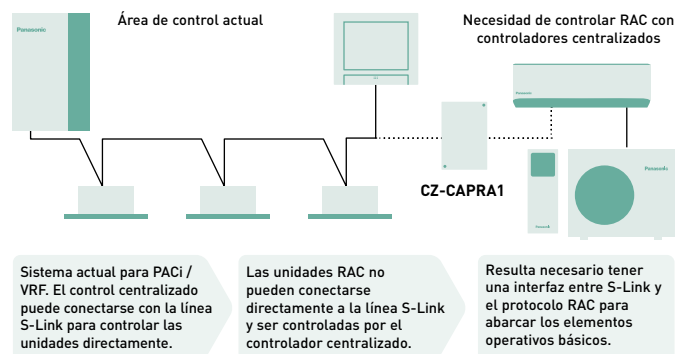 Área de control actual
Necesidad de controlar RAC con
controladores centralizados
Panasonic
Panasonic
Panasonic
Panasonic
CZ-CAPRA1
Sistema actual para PACi /
VRF. El control centralizado
puede conectarse con la línea
S-Link para controlar las
unidades directamente.
Las unidades RAC no
pueden conectarse
directamente a la línea S-Link
y ser controladas por el
controlador centralizado.
Resulta necesario tener
una interfaz entre S-Link y
el protocolo RAC para
abarcar los elementos
operativos básicos.